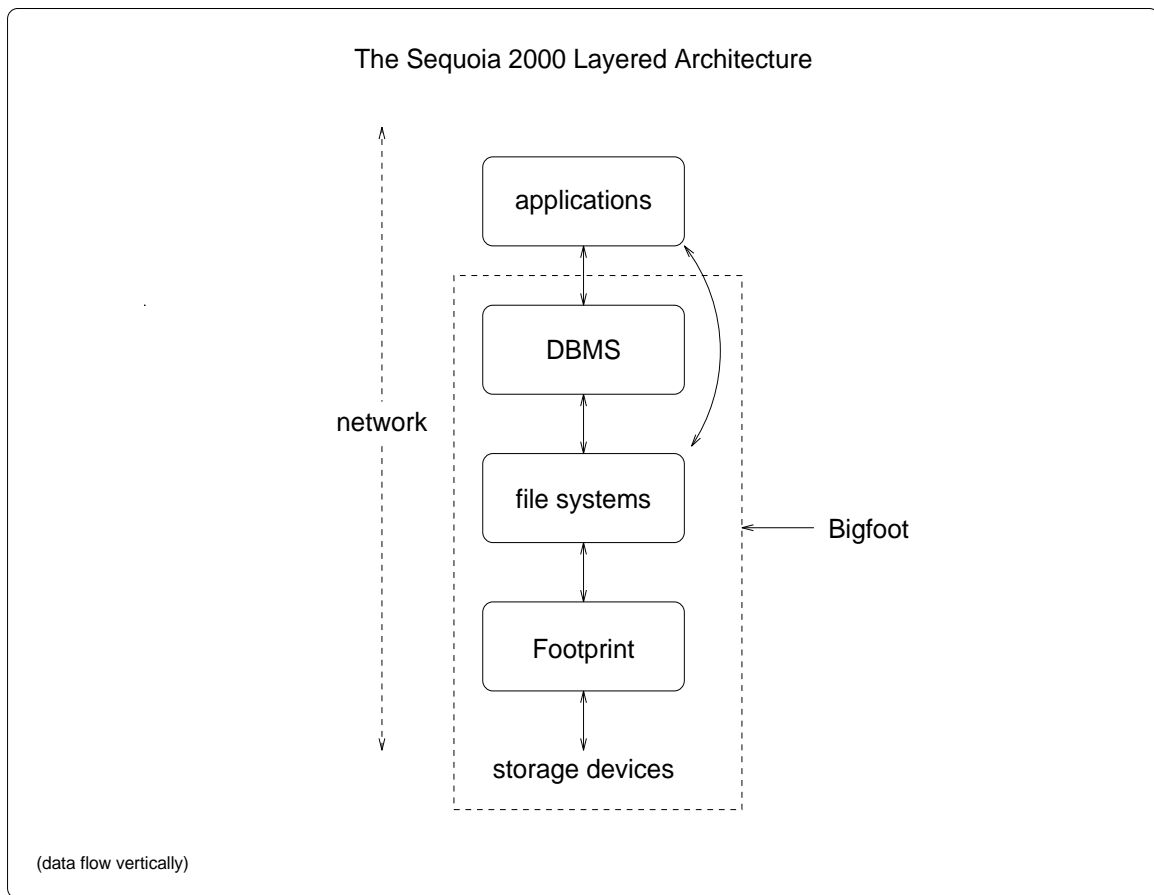 The Sequoia 2000 Layered Architecture
applications
DBMS
network
file systems
Bigfoot
Footprint
storage devices
(data flow vertically)